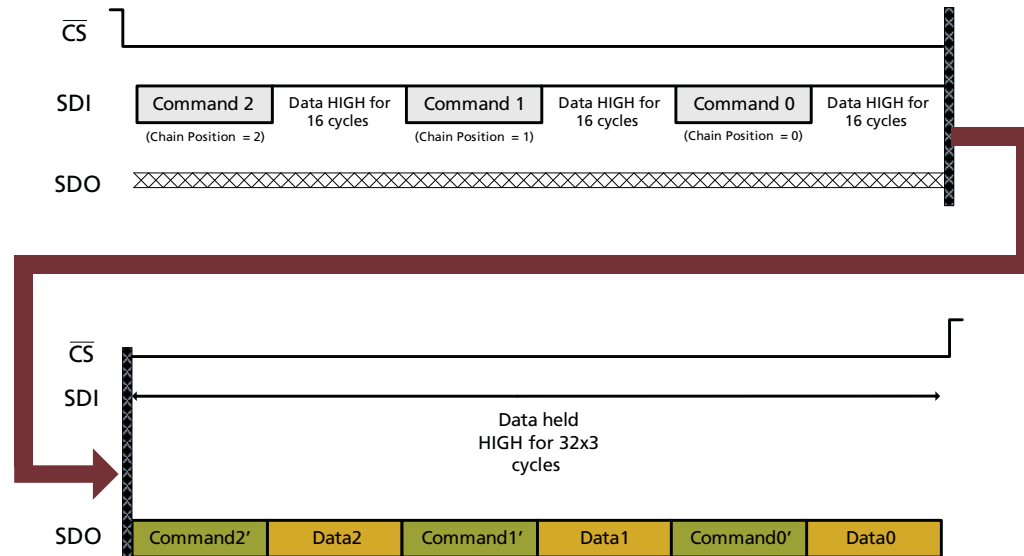 CS
SDI
Command 2
Data HIGH for
16 cycles
Command 1
Data HIGH for
16 cycles
Command 0
Data HIGH for
16 cycles
(Chain Position = 2)
(Chain Position = 1)
(Chain Position = 0)
SDO
CS
SDI
Data held
HIGH for 32x3
cycles
SDO
Command2’
Data2
Command1’
Data1
Command0’
Data0